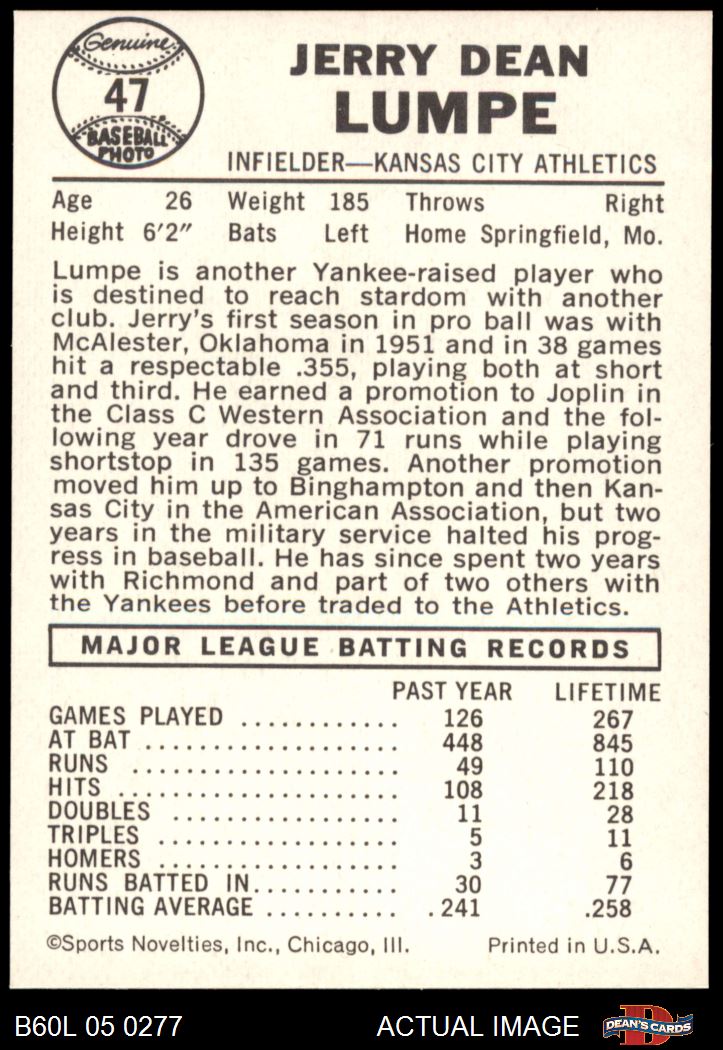 Genuine
47
BASEBALL
PHOTO
JERRY DEAN
LUMPE
INFIELDER—KANSAS CITY ATHLETICS
Age 26 Weight 185 Throws Right
Height 6'2" Bats Left Home Springfield, Mo.
Lumpe is another Yankee-raised player who
is destined to reach stardom with another
club. Jerry's first season in pro ball was with
McAlester, Oklahoma in 1951 and in 38 games
hit a respectable .355, playing both at short
and third. He earned a promotion to Joplin in
the Class C Western Association and the fol-
lowing year drove in 71 runs while playing
shortstop in 135 games. Another promotion
moved him up to Binghampton and then Kan-
sas City in the American Association, but two
years in the military service halted his prog-
ress in baseball. He has since spent two years
with Richmond and part of two others with
the Yankees before traded to the Athletics.
MAJOR LEAGUE BATTING RECORDS
PAST YEAR LIFETIME
GAMES PLAYED ............ 126 267
AT BAT .................... 448 845
RUNS ..................... 49 110
HITS ...................... 108 218
DOUBLES .................. 11 28
TRIPLES ................... 5 11
HOMERS ................... 3 6
RUNS BATTED IN............ 30 77
BATTING AVERAGE .......... .241 .258
©Sports Novelties, Inc., Chicago, Ill. Printed in U.S.A.
B60L 05 0277 ACTUAL IMAGE D DEAN'S CARDS